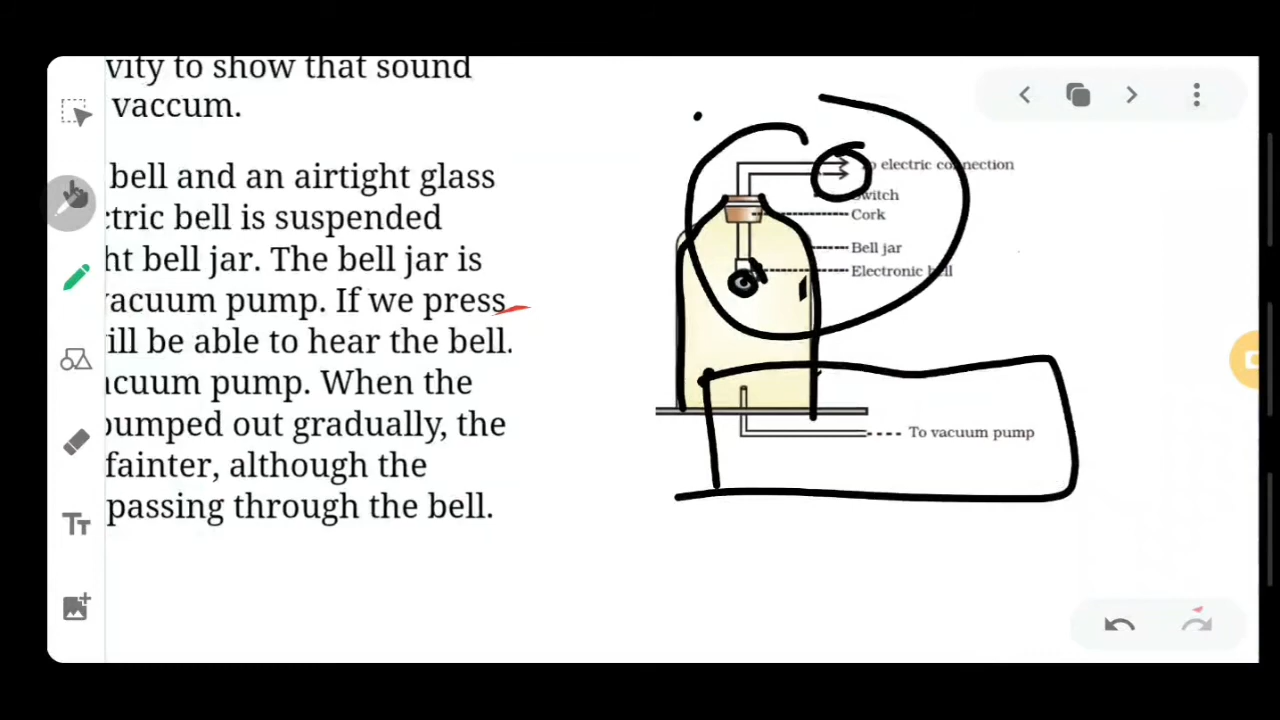 vity to show that sound
vaccum.
bell and an airtight glass
ctric bell is suspended
ht bell jar. The bell jar is
vacuum pump. If we press
ill be able to hear the bell.
acuum pump. When the
pumped out gradually, the
fainter, although the
passing through the bell.
o electric connection
Switch
Cork
Bell jar
Electronic bell
To vacuum pump
TT